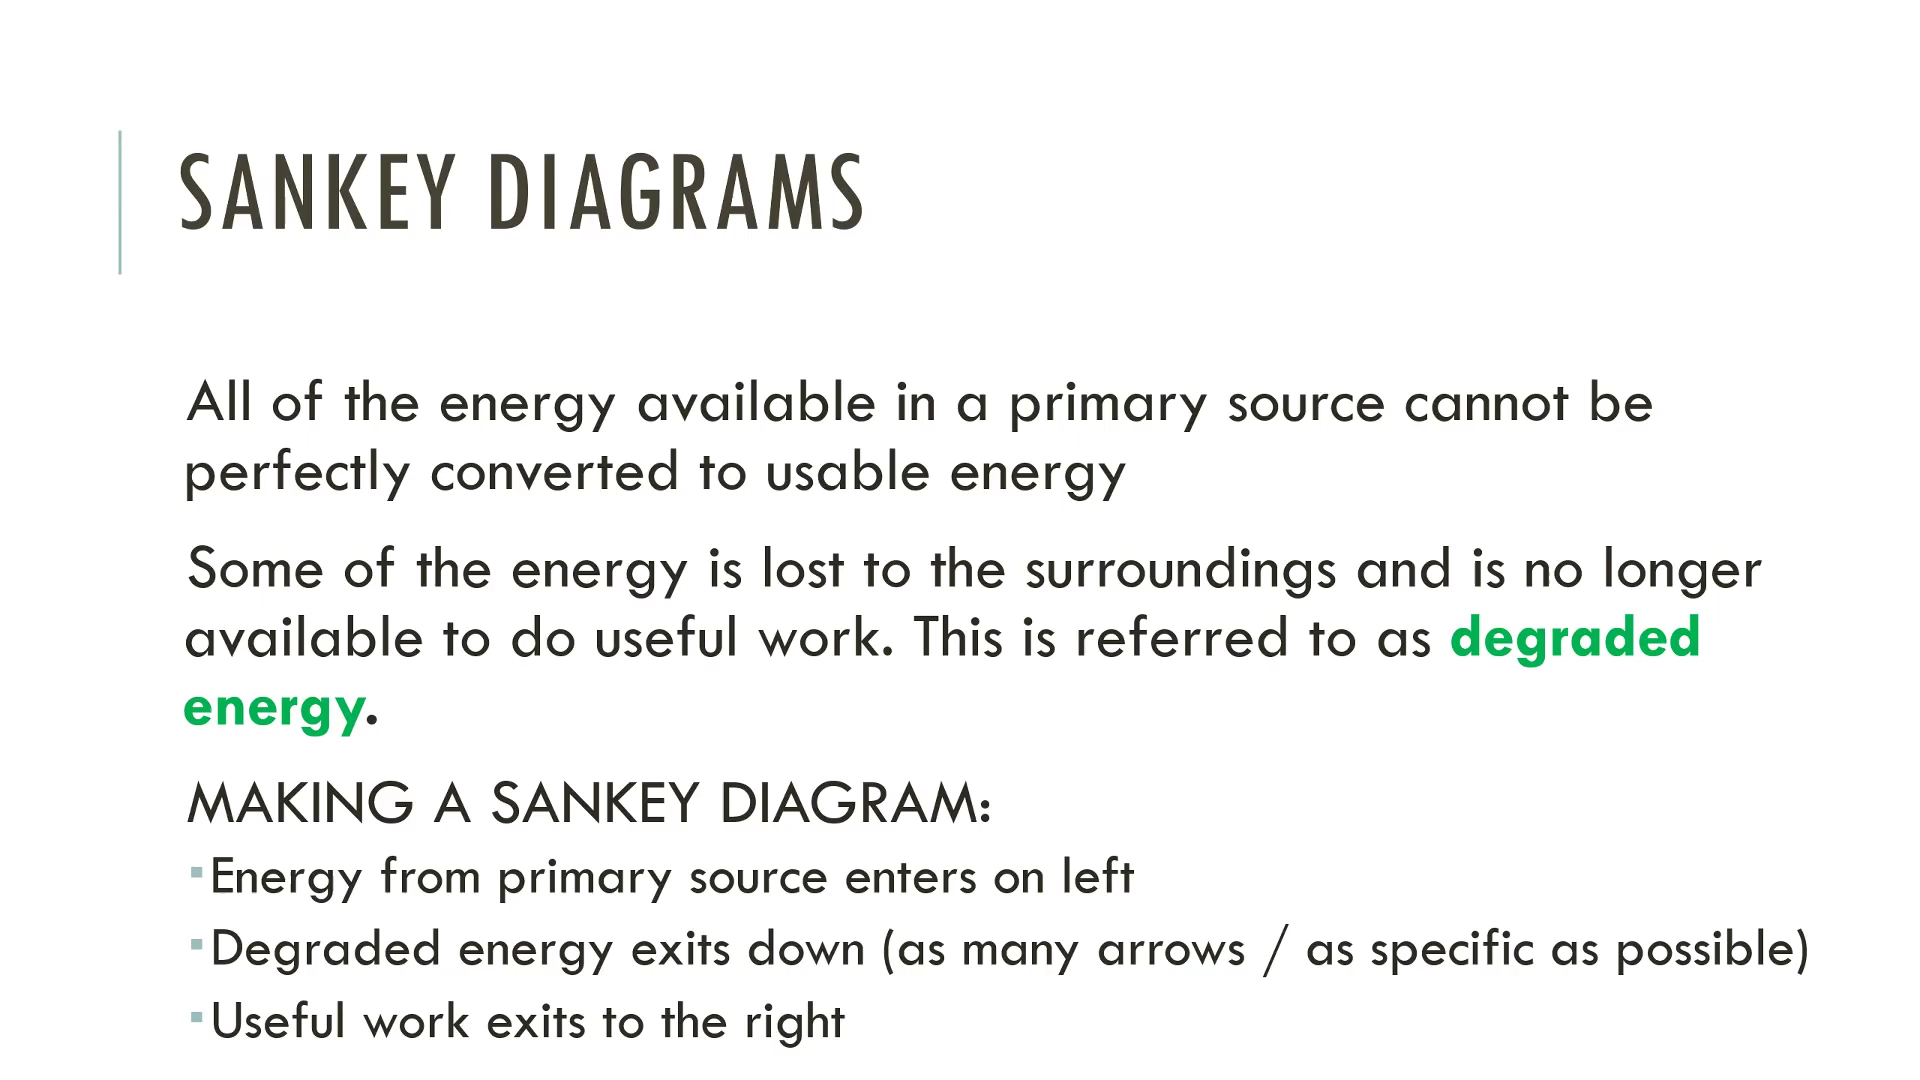 SANKEY DIAGRAMS
All of the energy available in a primary source cannot be
perfectly converted to usable energy
Some of the energy is lost to the surroundings and is no longer
available to do useful work. This is referred to as degraded
energy.
MAKING A SANKEY DIAGRAM:
▪Energy from primary source enters on left
▪Degraded energy exits down (as many arrows / as specific as possible)
▪Useful work exits to the right